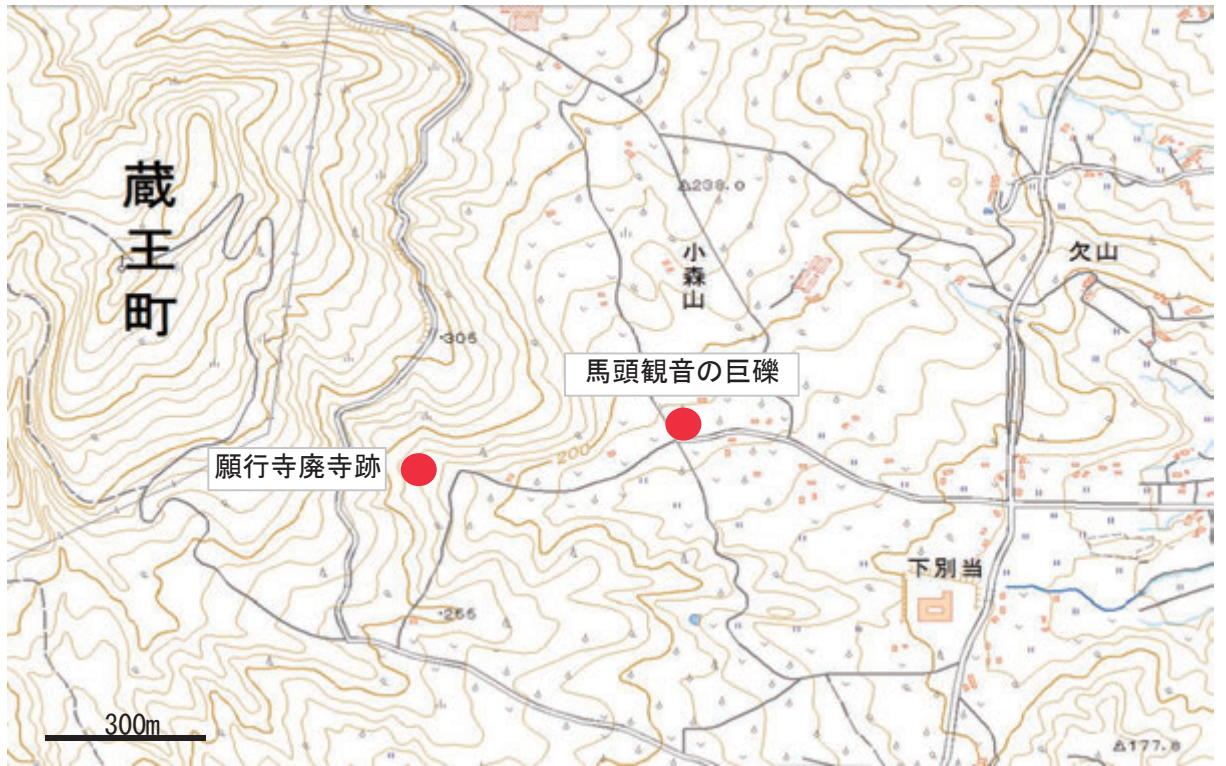 蔵王町
△238.0
小森山
欠山
・305
馬頭観音の巨礫
200
願行寺廃寺跡
下別当
・255
300m
△177.8